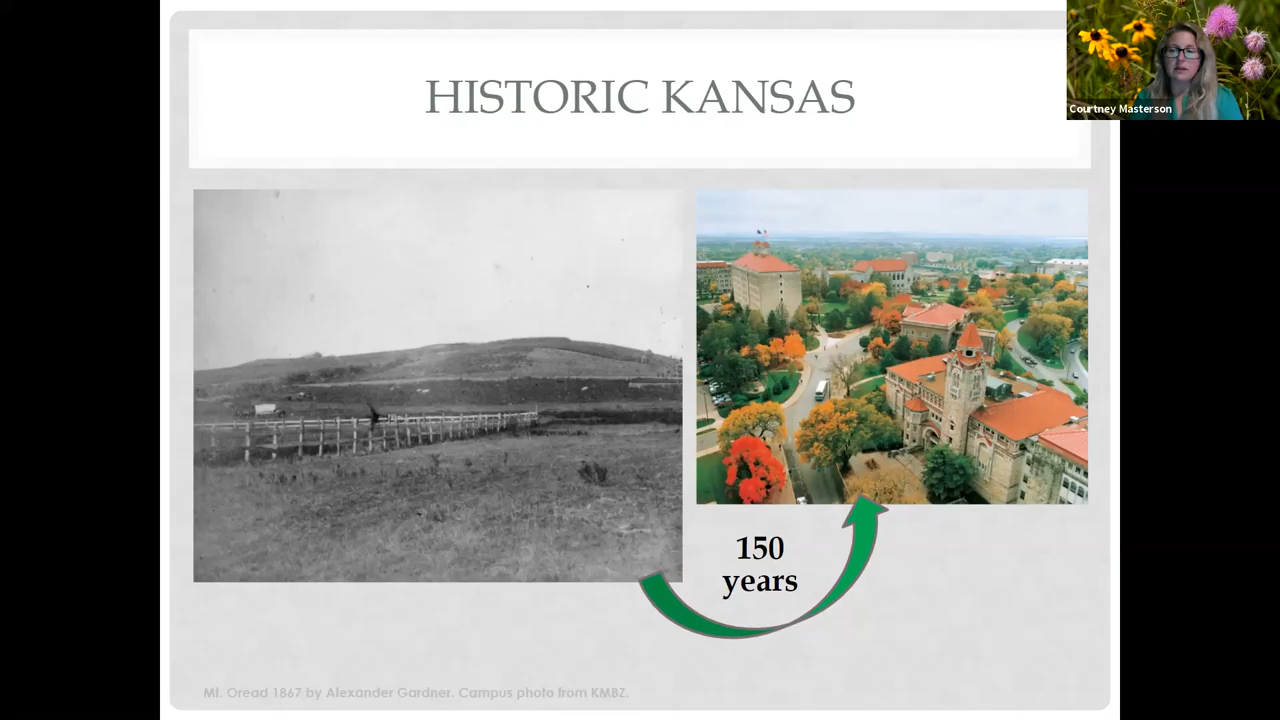 HISTORIC KANSAS
Courtney Masterson
150
years
Mt. Oread 1867 by Alexander Gardner. Campus photo from KMBZ.